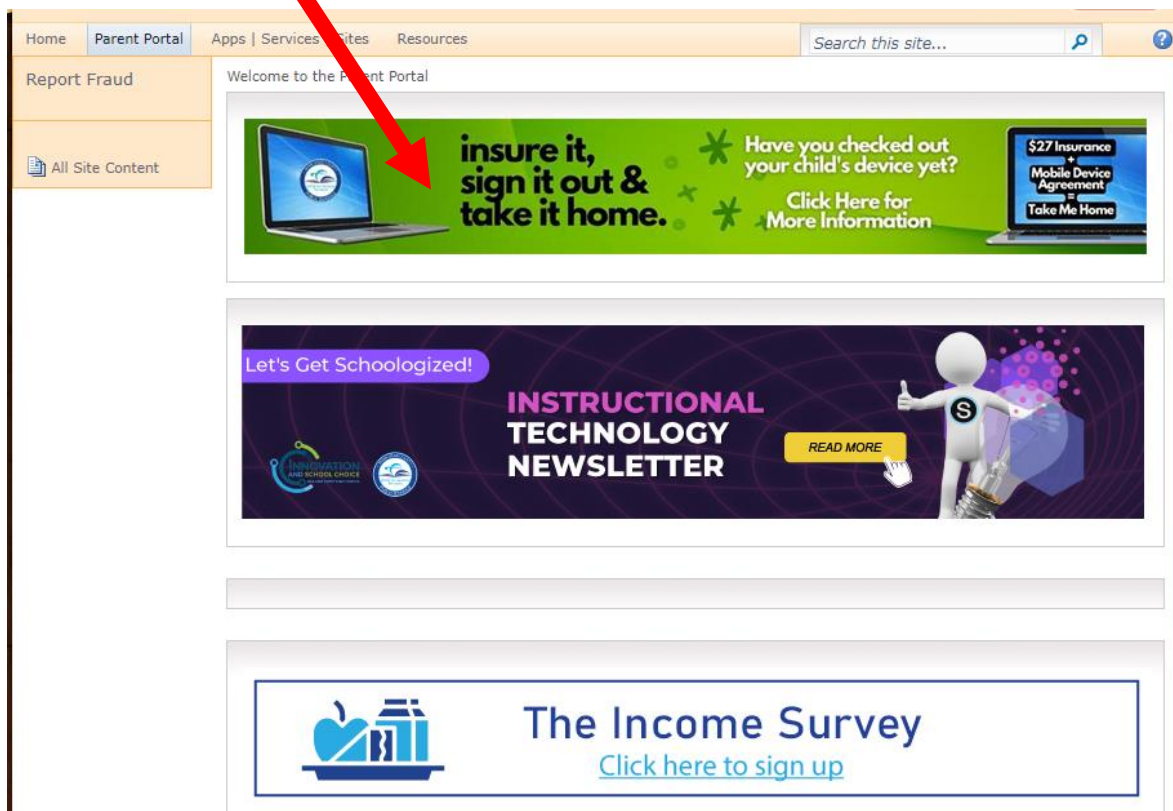 Home Parent Portal Apps | Services Sites Resources Search this site...
Report Fraud
All Site Content
Welcome to the Parent Portal
insure it,
sign it out &
take it home.
Have you checked out
your child's device yet?
Click Here for
More Information
$27 Insurance
+
Mobile Device
Agreement
=
Take Me Home
Let's Get Schoologized!
INNOVATION
AND SCHOOL CHOICE
INSTRUCTIONAL
TECHNOLOGY
NEWSLETTER
READ MORE
S
The Income Survey
Click here to sign up